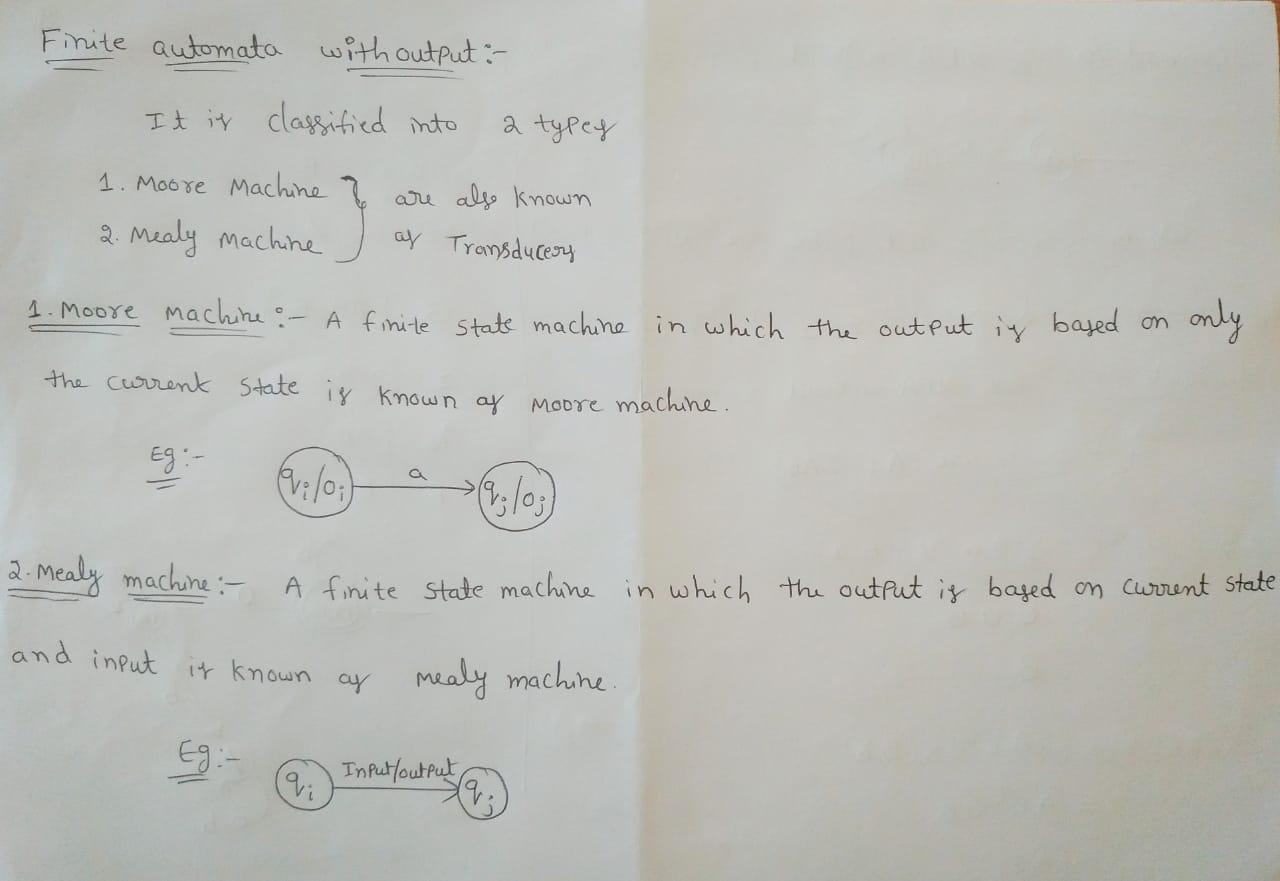 Finite automata without output :-
It is classified into 2 types
1. Moore Machine } are also known
2. Mealy Machine } as Transducers
1. Moore machine :- A finite state machine in which the output is based on only
the current state is known as Moore machine.
Eg :-
qi/oi a qj/oj
2. Mealy machine :- A finite state machine in which the output is based on current state
and input is known as mealy machine.
Eg :-
qi Input/output qj